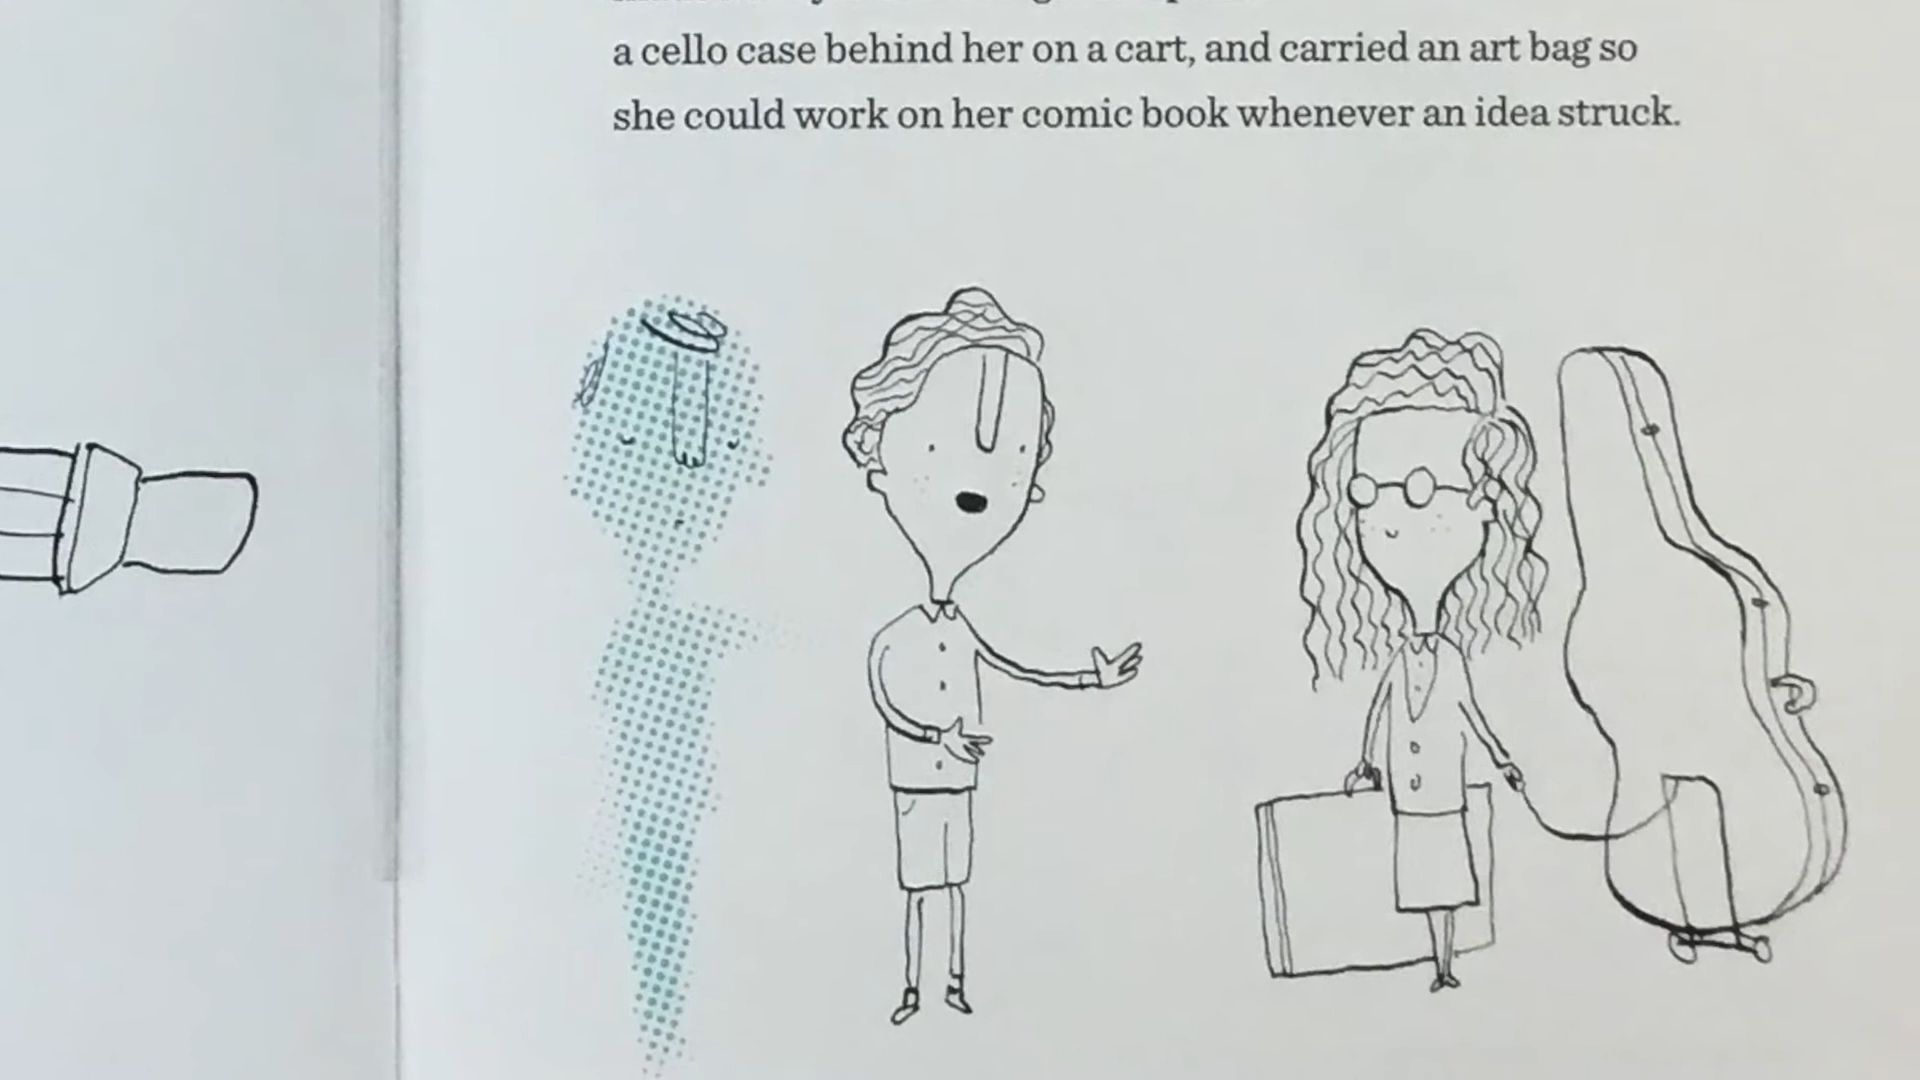 a cello case behind her on a cart, and carried an art bag so
she could work on her comic book whenever an idea struck.